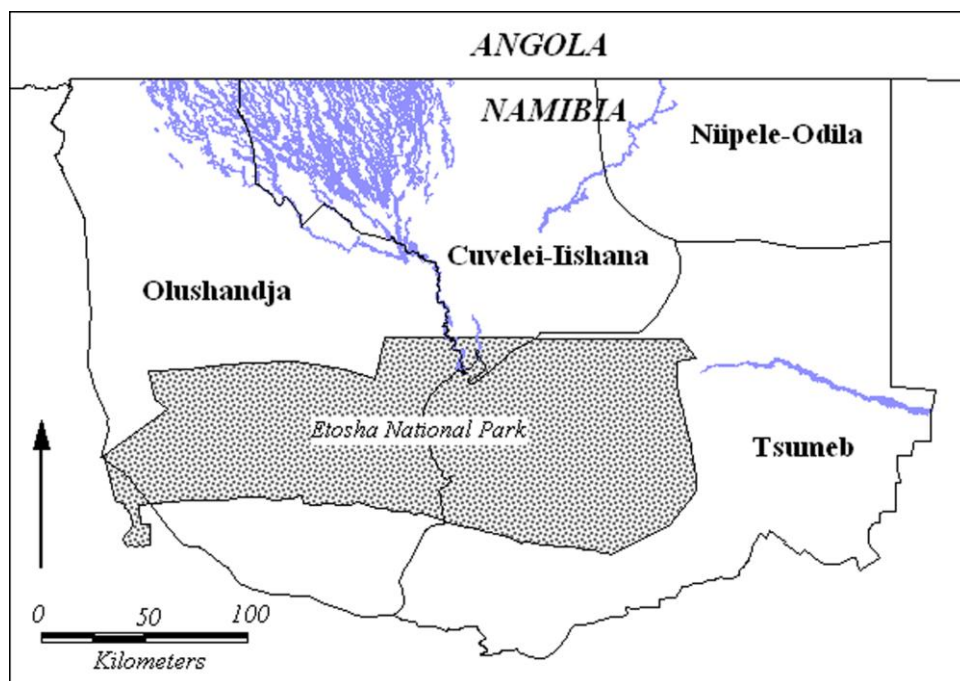 ANGOLA
NAMIBIA
Niipele-Odila
Cuvelei-Iishana
Olushandja
Etosha National Park
Tsumeb
0 50 100
Kilometers